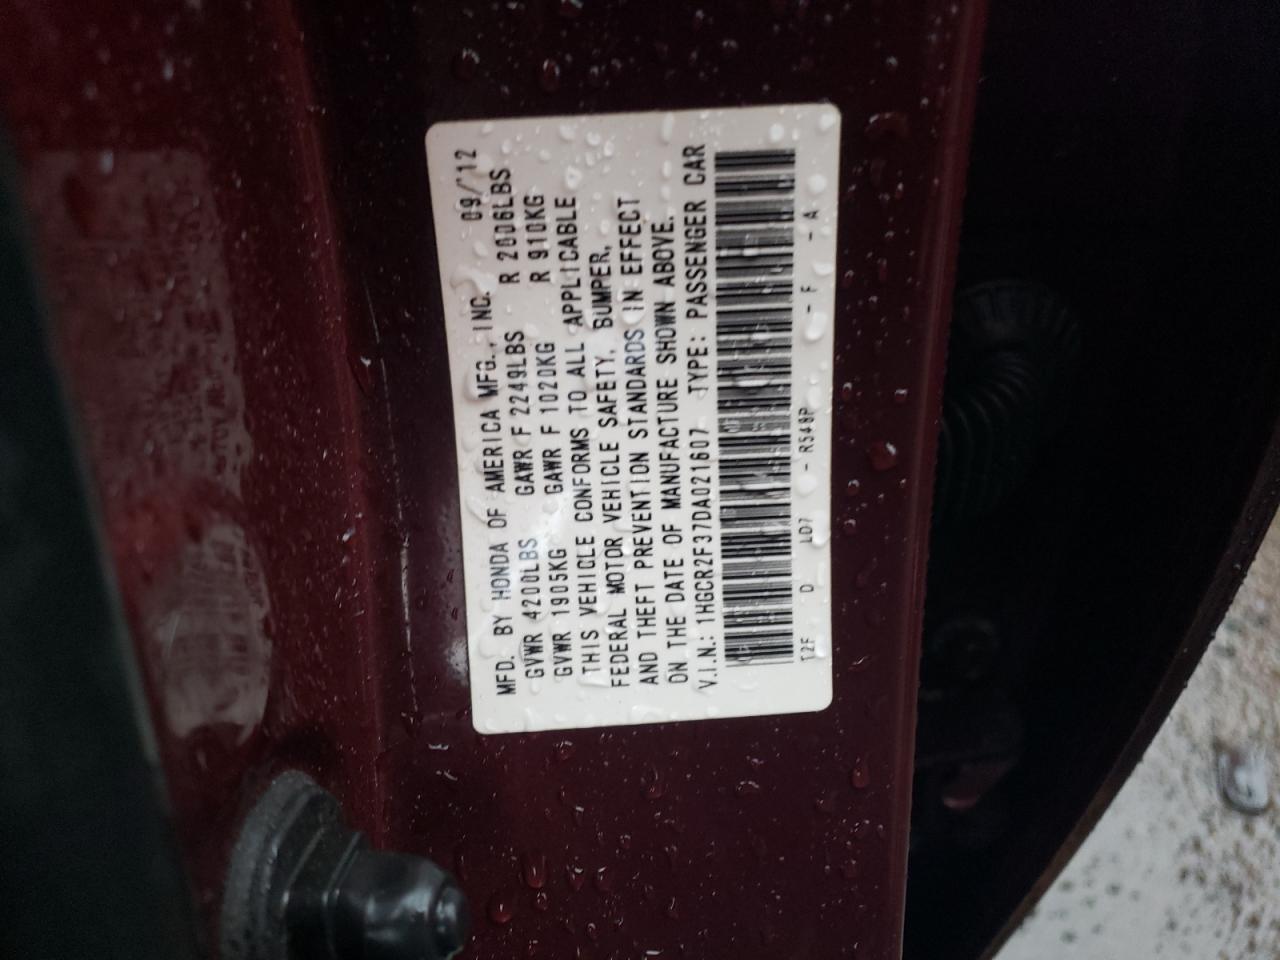 MFD. BY HONDA OF AMERICA MFG., INC. 09/'12
GVWR 4200LBS GAWR F 2249LBS R 2006LBS
GVWR 1905KG GAWR F 1020KG R 910KG
THIS VEHICLE CONFORMS TO ALL APPLICABLE
FEDERAL MOTOR VEHICLE SAFETY, BUMPER,
AND THEFT PREVENTION STANDARDS IN EFFECT
ON THE DATE OF MANUFACTURE SHOWN ABOVE.
V.I.N.: 1HGCR2F37DA021607 TYPE: PASSENGER CAR
T2F D LD7 - R548P - F - A